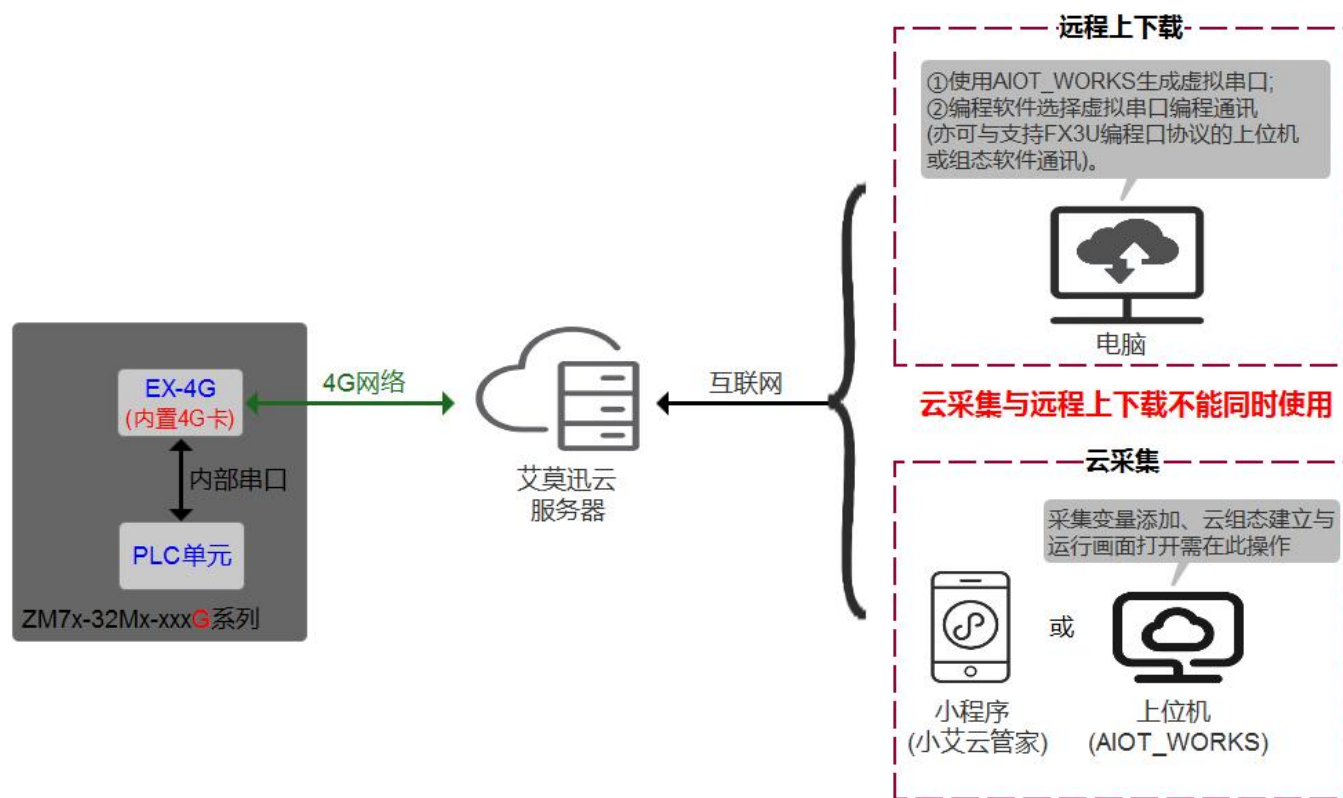 远程上下载
①使用AIOT_WORKS生成虚拟串口;
②编程软件选择虚拟串口编程通讯
(亦可与支持FX3U编程口协议的上位机
或组态软件通讯)。
电脑
EX-4G
(内置4G卡)
4G网络
互联网
云采集与远程上下载不能同时使用
内部串口
艾莫迅云
服务器
PLC单元
ZM7x-32Mx-xxxG系列
云采集
采集变量添加、云组态建立与
运行画面打开需在此操作
或
小程序
(小艾云管家)
上位机
(AIOT_WORKS)